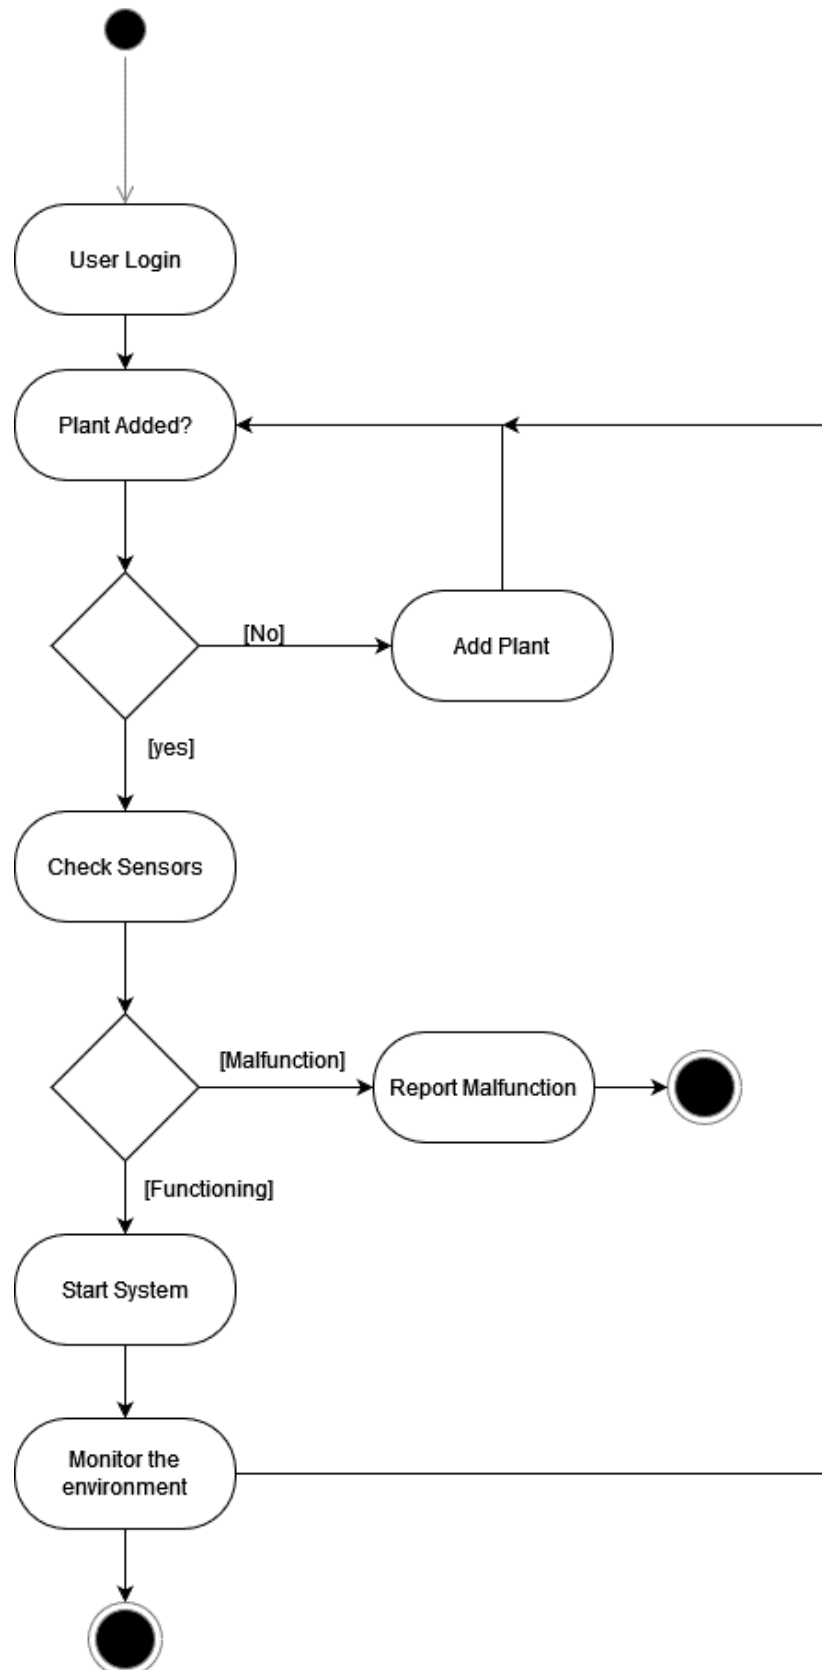 User Login
Plant Added?
[No]
Add Plant
[yes]
Check Sensors
[Malfunction]
Report Malfunction
[Functioning]
Start System
Monitor the
environment